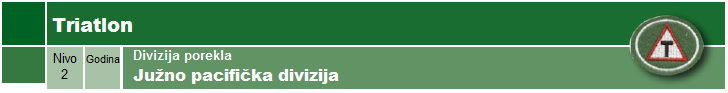 Triatlon
Nivo
2
Godina
Divizija porekla
Južno pacifička divizija
T